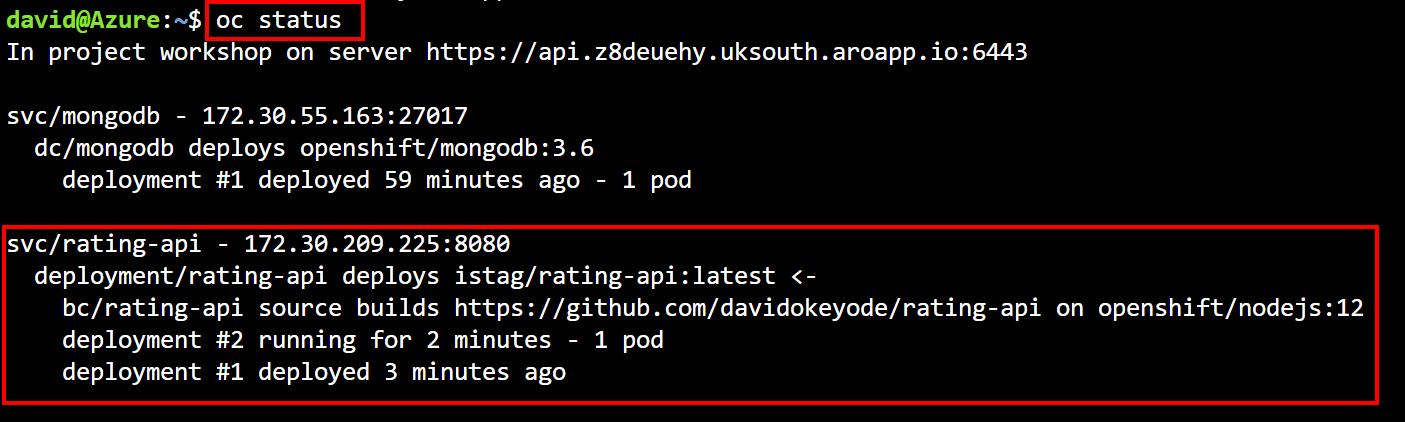 david@Azure:~$ oc status
In project workshop on server https://api.z8deuehy.uksouth.aroapp.io:6443
svc/mongodb - 172.30.55.163:27017
dc/mongodb deploys openshift/mongodb:3.6
deployment #1 deployed 59 minutes ago - 1 pod
svc/rating-api - 172.30.209.225:8080
deployment/rating-api deploys istag/rating-api:latest <-
bc/rating-api source builds https://github.com/davidokeyode/rating-api on openshift/nodejs:12
deployment #2 running for 2 minutes - 1 pod
deployment #1 deployed 3 minutes ago